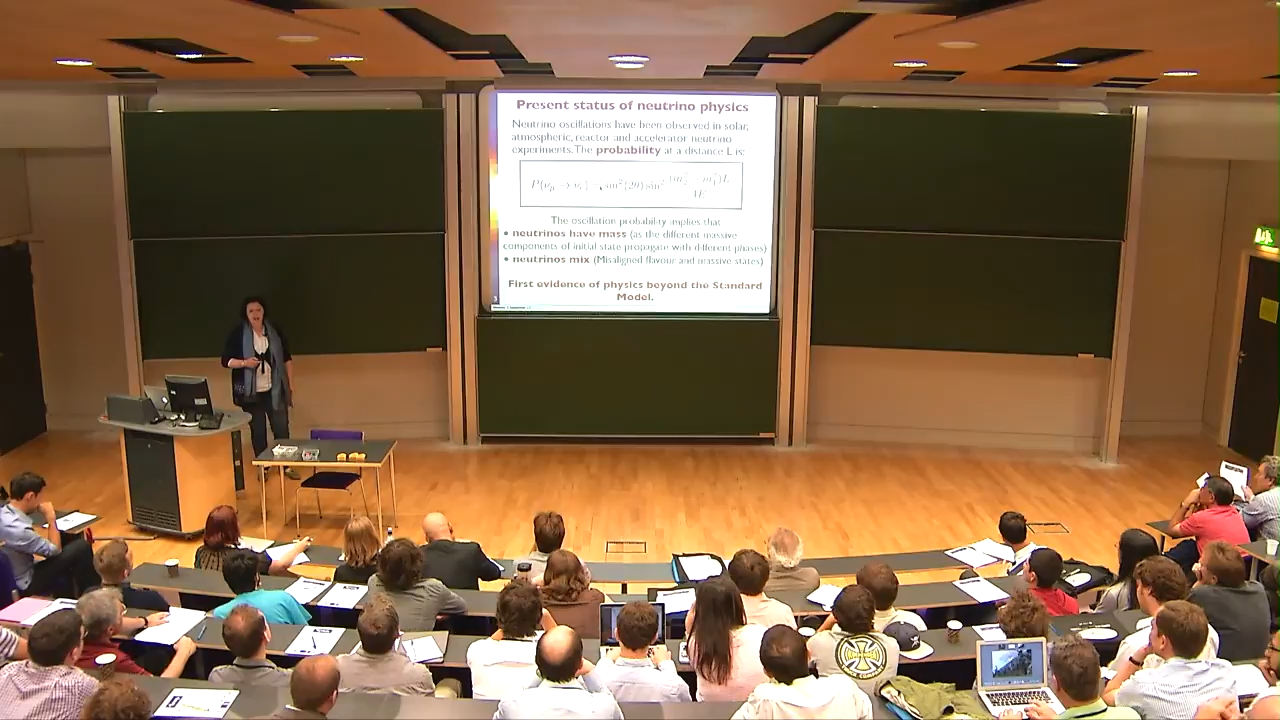 Present status of neutrino physics
Neutrino oscillations have been observed in solar,
atmospheric, reactor and accelerator neutrino
experiments. The probability at a distance L is:
The oscillation probability implies that
• neutrinos have mass (as the different massive
components of initial state propagate with different phases)
• neutrinos mix (Misaligned flavour and massive states)
First evidence of physics beyond the Standard
Model.